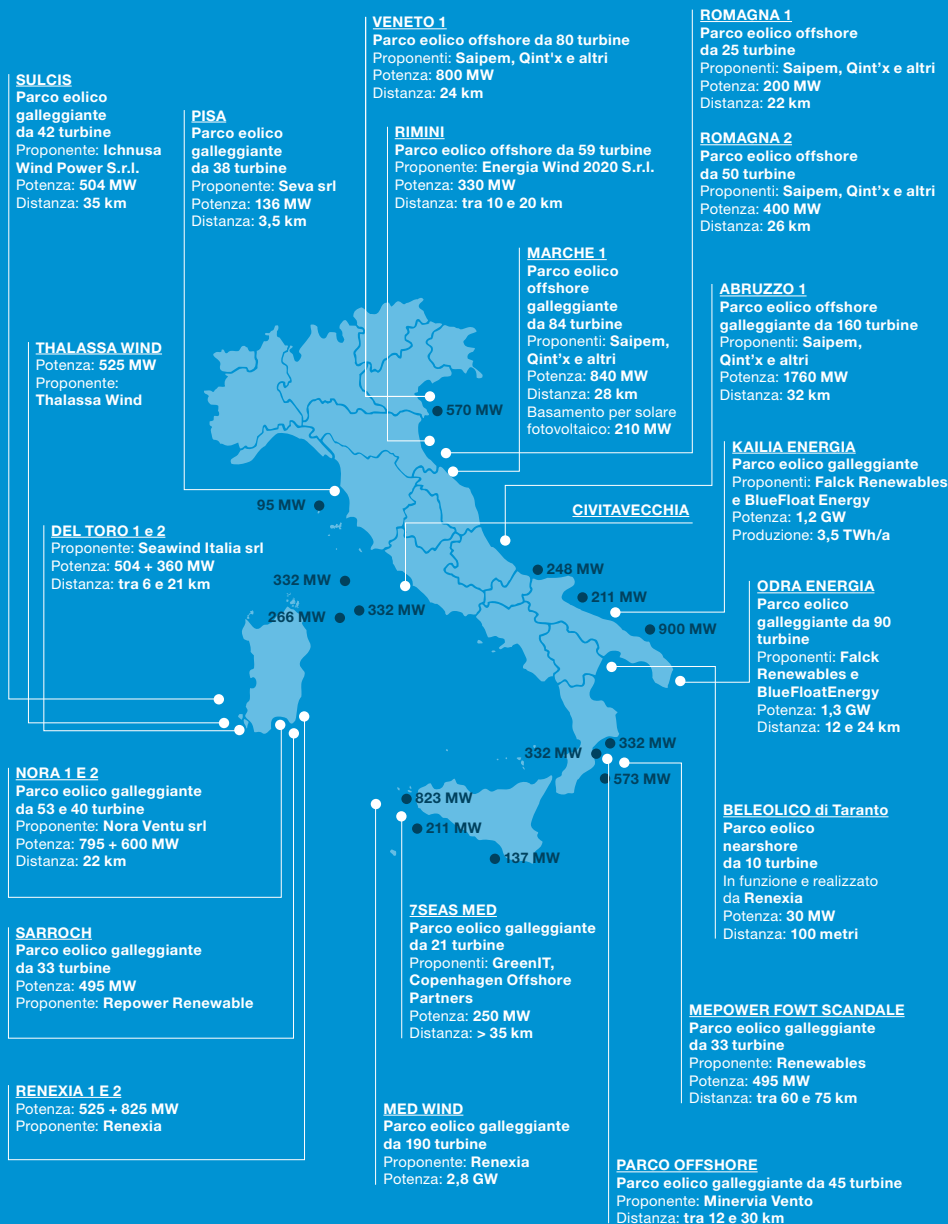 VENETO 1
Parco eolico offshore da 80 turbine
Proponenti: Saipem, Qint'x e altri
Potenza: 800 MW
Distanza: 24 km
ROMAGNA 1
Parco eolico offshore
da 25 turbine
Proponenti: Saipem, Qint'x e altri
Potenza: 200 MW
Distanza: 22 km
SULCIS
Parco eolico
galleggiante
da 42 turbine
Proponente: Ichnusa
Wind Power S.r.l.
Potenza: 504 MW
Distanza: 35 km
PISA
Parco eolico
galleggiante
da 38 turbine
Proponente: Seva srl
Potenza: 136 MW
Distanza: 3,5 km
RIMINI
Parco eolico offshore da 59 turbine
Proponente: Energia Wind 2020 S.r.l.
Potenza: 330 MW
Distanza: tra 10 e 20 km
ROMAGNA 2
Parco eolico offshore
da 50 turbine
Proponenti: Saipem, Qint'x e altri
Potenza: 400 MW
Distanza: 26 km
MARCHE 1
Parco eolico
offshore
galleggiante
da 84 turbine
Proponenti: Saipem,
Qint'x e altri
Potenza: 840 MW
Distanza: 28 km
Basamento per solare
fotovoltaico: 210 MW
ABRUZZO 1
Parco eolico offshore
galleggiante da 160 turbine
Proponenti: Saipem,
Qint'x e altri
Potenza: 1760 MW
Distanza: 32 km
THALASSA WIND
Potenza: 525 MW
Proponente:
Thalassa Wind
570 MW
KAILIA ENERGIA
Parco eolico galleggiante
Proponenti: Falck Renewables
e BlueFloat Energy
Potenza: 1,2 GW
Produzione: 3,5 TWh/a
95 MW
CIVITAVECCHIA
DEL TORO 1 e 2
Proponente: Seawind Italia srl
Potenza: 504 + 360 MW
Distanza: tra 6 e 21 km
248 MW
332 MW
211 MW
332 MW
266 MW
900 MW
ODRA ENERGIA
Parco eolico
galleggiante da 90
turbine
Proponenti: Falck
Renewables e
BlueFloatEnergy
Potenza: 1,3 GW
Distanza: 12 e 24 km
332 MW
332 MW
573 MW
NORA 1 E 2
Parco eolico galleggiante
da 53 e 40 turbine
Proponente: Nora Ventu srl
Potenza: 795 + 600 MW
Distanza: 22 km
823 MW
211 MW
137 MW
BELEOLICO di Taranto
Parco eolico
nearshore
da 10 turbine
In funzione e realizzato
da Renexia
Potenza: 30 MW
Distanza: 100 metri
7SEAS MED
Parco eolico galleggiante
da 21 turbine
Proponenti: GreenIT,
Copenhagen Offshore
Partners
Potenza: 250 MW
Distanza: > 35 km
SARROCH
Parco eolico galleggiante
da 33 turbine
Potenza: 495 MW
Proponente: Repower Renewable
MEPOWER FOWT SCANDALE
Parco eolico galleggiante
da 33 turbine
Proponente: Renewables
Potenza: 495 MW
Distanza: tra 60 e 75 km
RENEXIA 1 E 2
Potenza: 525 + 825 MW
Proponente: Renexia
MED WIND
Parco eolico galleggiante
da 190 turbine
Proponente: Renexia
Potenza: 2,8 GW
PARCO OFFSHORE
Parco eolico galleggiante da 45 turbine
Proponente: Minervia Vento
Distanza: tra 12 e 30 km